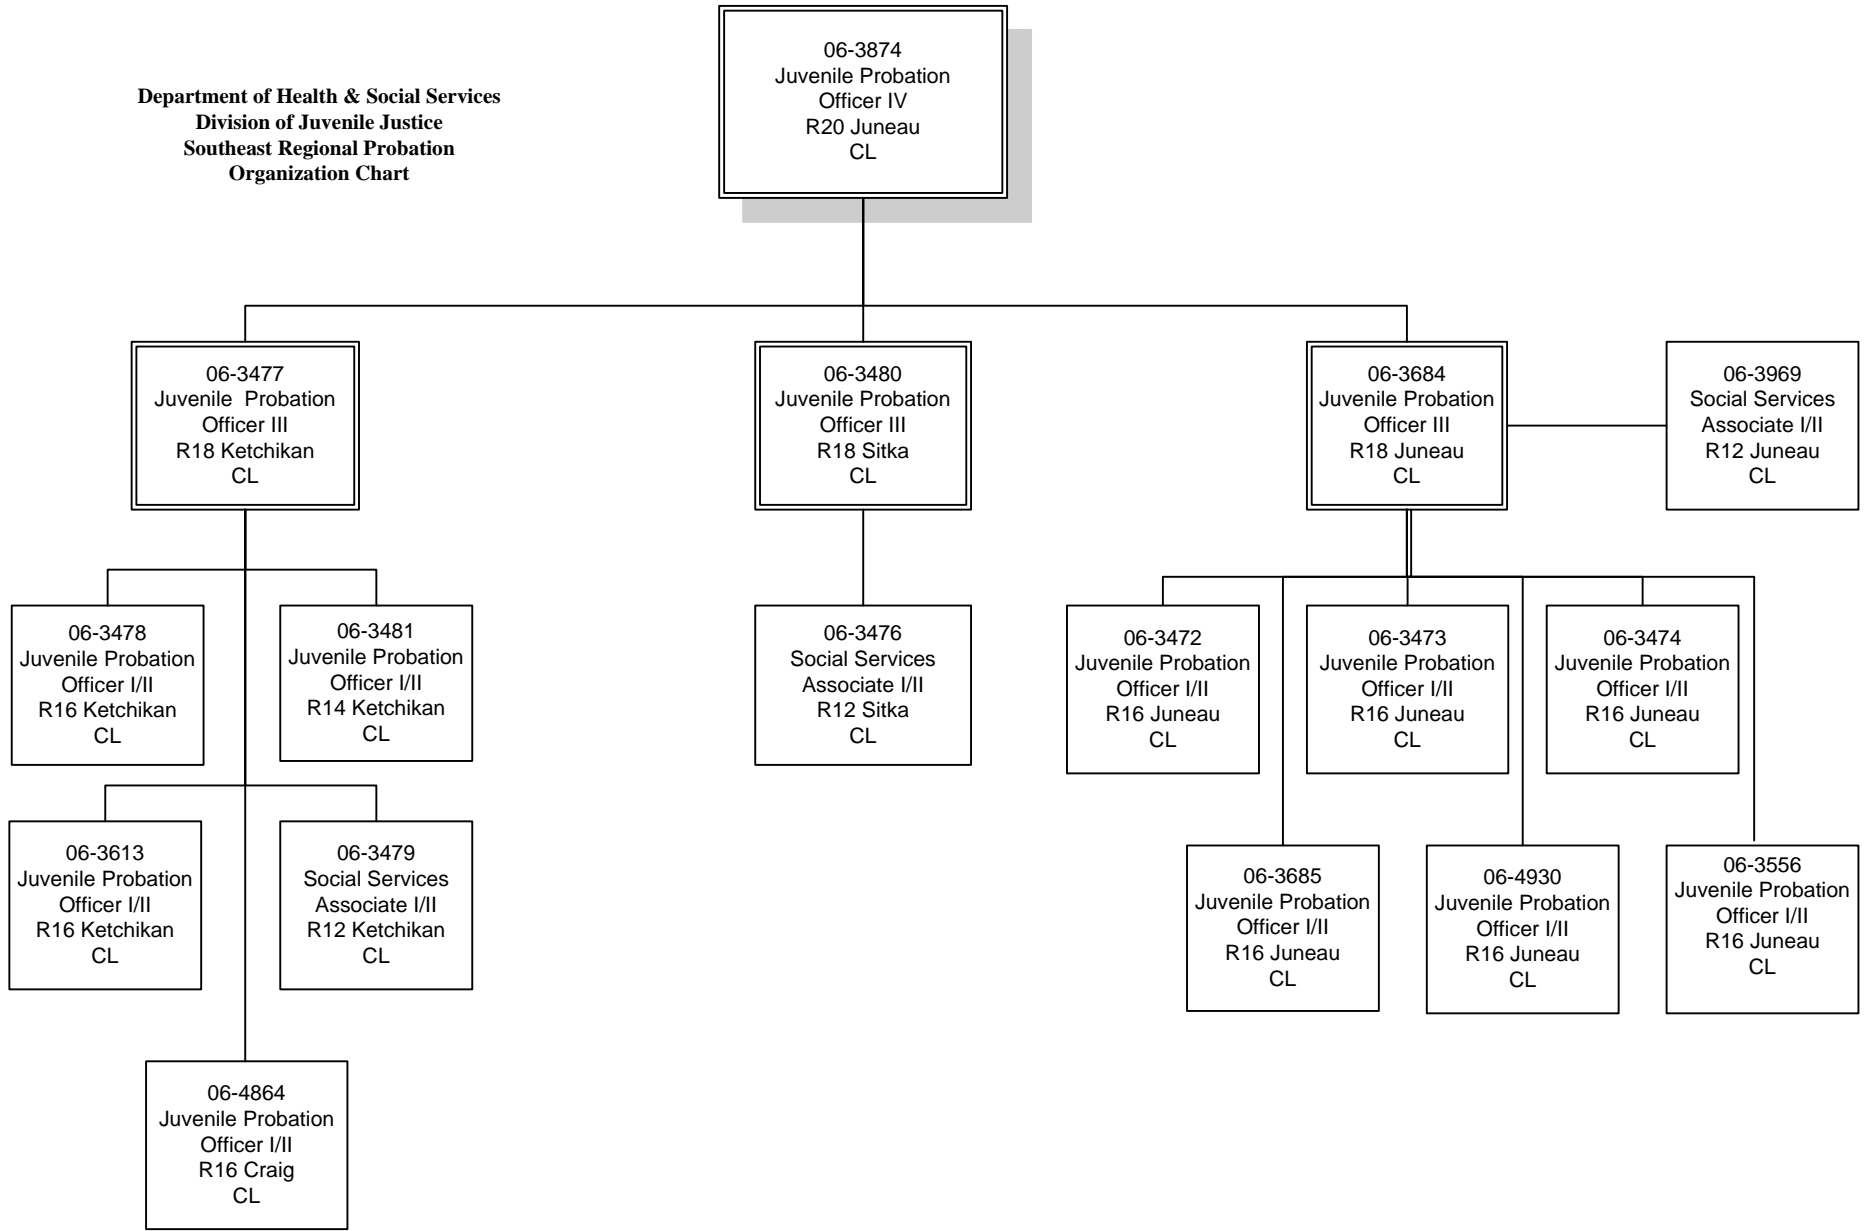 Department of Health & Social Services
Division of Juvenile Justice
Southeast Regional Probation
Organization Chart
06-3874
Juvenile Probation
Officer IV
R20 Juneau
CL
06-3477
Juvenile  Probation
Officer III
R18 Ketchikan
CL
06-3480
Juvenile Probation
Officer III
R18 Sitka
CL
06-3684
Juvenile Probation
Officer III
R18 Juneau
CL
06-3969
Social Services
Associate I/II
R12 Juneau
CL
06-3478
Juvenile Probation
Officer I/II
R16 Ketchikan
CL
06-3481
Juvenile Probation
Officer I/II
R14 Ketchikan
CL
06-3476
Social Services
Associate I/II
R12 Sitka
CL
06-3472
Juvenile Probation
Officer I/II
R16 Juneau
CL
06-3473
Juvenile Probation
Officer I/II
R16 Juneau
CL
06-3474
Juvenile Probation
Officer I/II
R16 Juneau
CL
06-3613
Juvenile Probation
Officer I/II
R16 Ketchikan
CL
06-3479
Social Services
Associate I/II
R12 Ketchikan
CL
06-3685
Juvenile Probation
Officer I/II
R16 Juneau
CL
06-4930
Juvenile Probation
Officer I/II
R16 Juneau
CL
06-3556
Juvenile Probation
Officer I/II
R16 Juneau
CL
06-4864
Juvenile Probation
Officer I/II
R16 Craig
CL